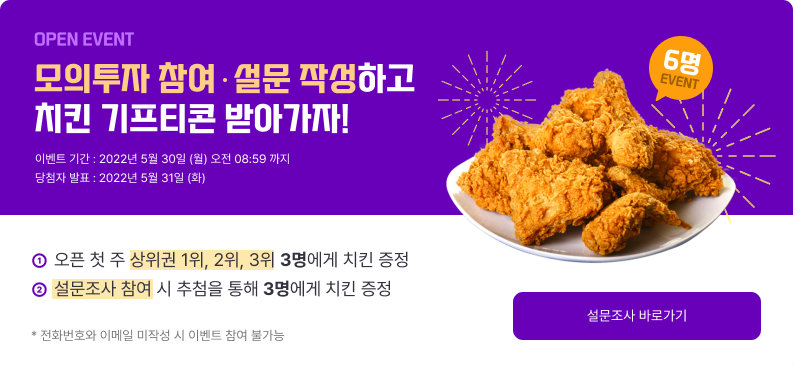 OPEN EVENT
모의투자 참여 · 설문 작성하고
치킨 기프티콘 받아가자!
이벤트 기간 : 2022년 5월 30일 (월) 오전 08:59 까지
당첨자 발표 : 2022년 5월 31일 (화)
6명
EVENT
① 오픈 첫 주 상위권 1위, 2위, 3위 3명에게 치킨 증정
② 설문조사 참여 시 추첨을 통해 3명에게 치킨 증정
* 전화번호와 이메일 미작성 시 이벤트 참여 불가능
설문조사 바로가기